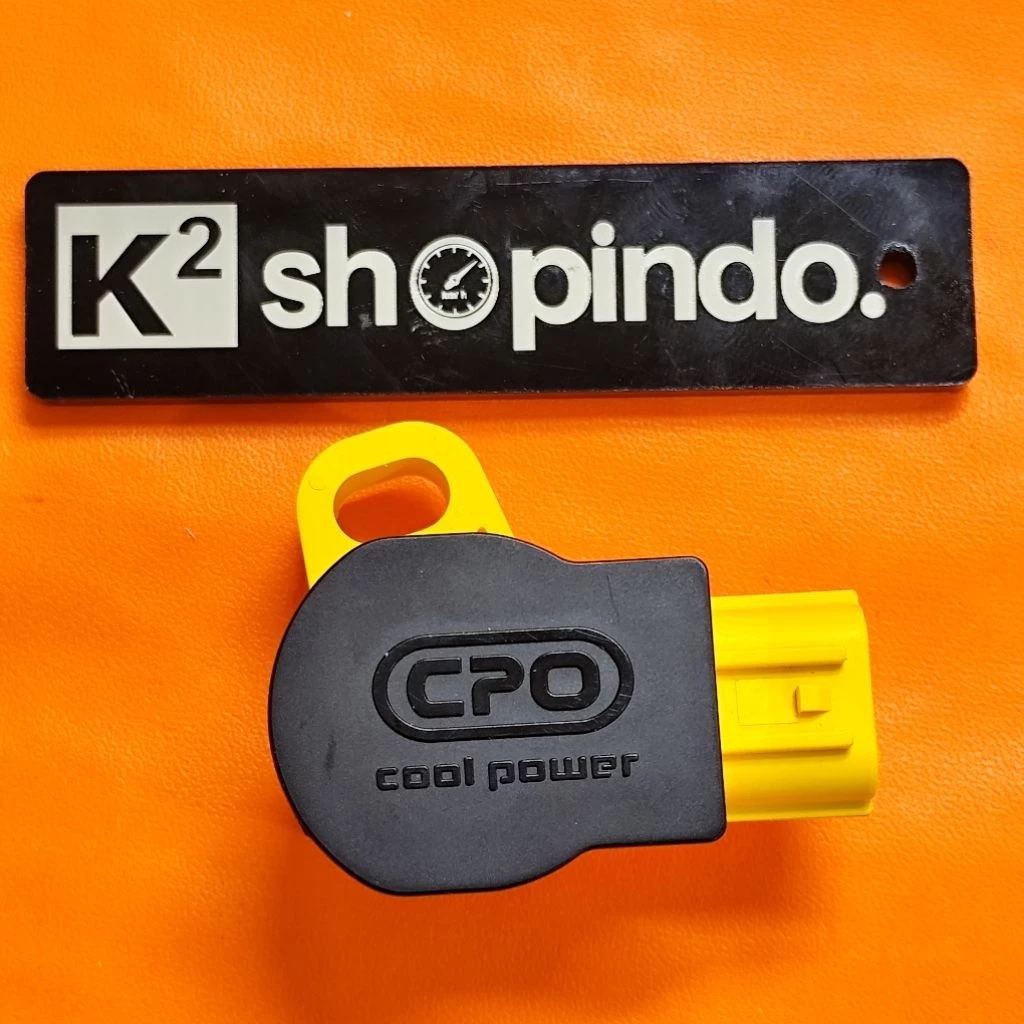 K² shopindo.
CPO
cool power